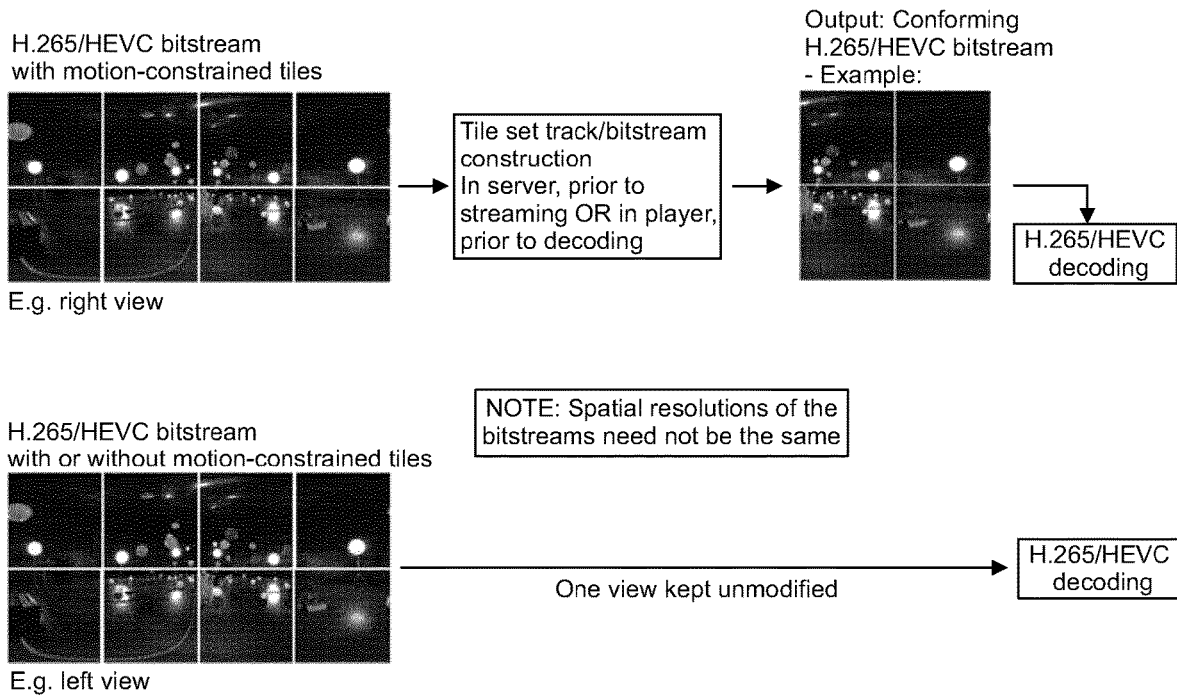 H.265/HEVC bitstream
with motion-constrained tiles
E.g. right view
Tile set track/bitstream
construction
In server, prior to
streaming OR in player,
prior to decoding
Output: Conforming
H.265/HEVC bitstream
- Example:
H.265/HEVC
decoding
NOTE: Spatial resolutions of the
bitstreams need not be the same
H.265/HEVC bitstream
with or without motion-constrained tiles
E.g. left view
One view kept unmodified
H.265/HEVC
decoding